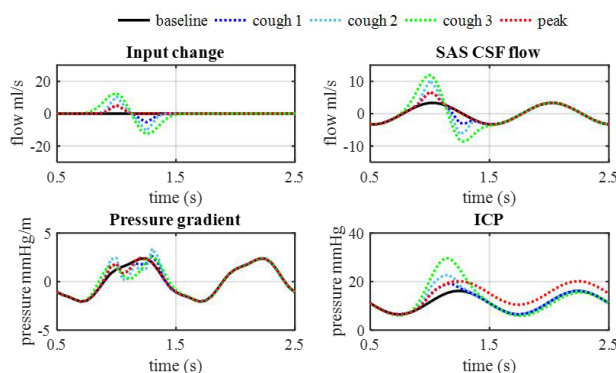 baseline cough 1 cough 2 cough 3 peak
Input change
flow ml/s
20
0
-20
0.5 1.5 2.5
time (s)
SAS CSF flow
flow ml/s
10
0
-10
0.5 1.5 2.5
time (s)
Pressure gradient
pressure mmHg/m
5
0
-5
0.5 1.5 2.5
time (s)
ICP
pressure mmHg
40
20
0
0.5 1.5 2.5
time (s)